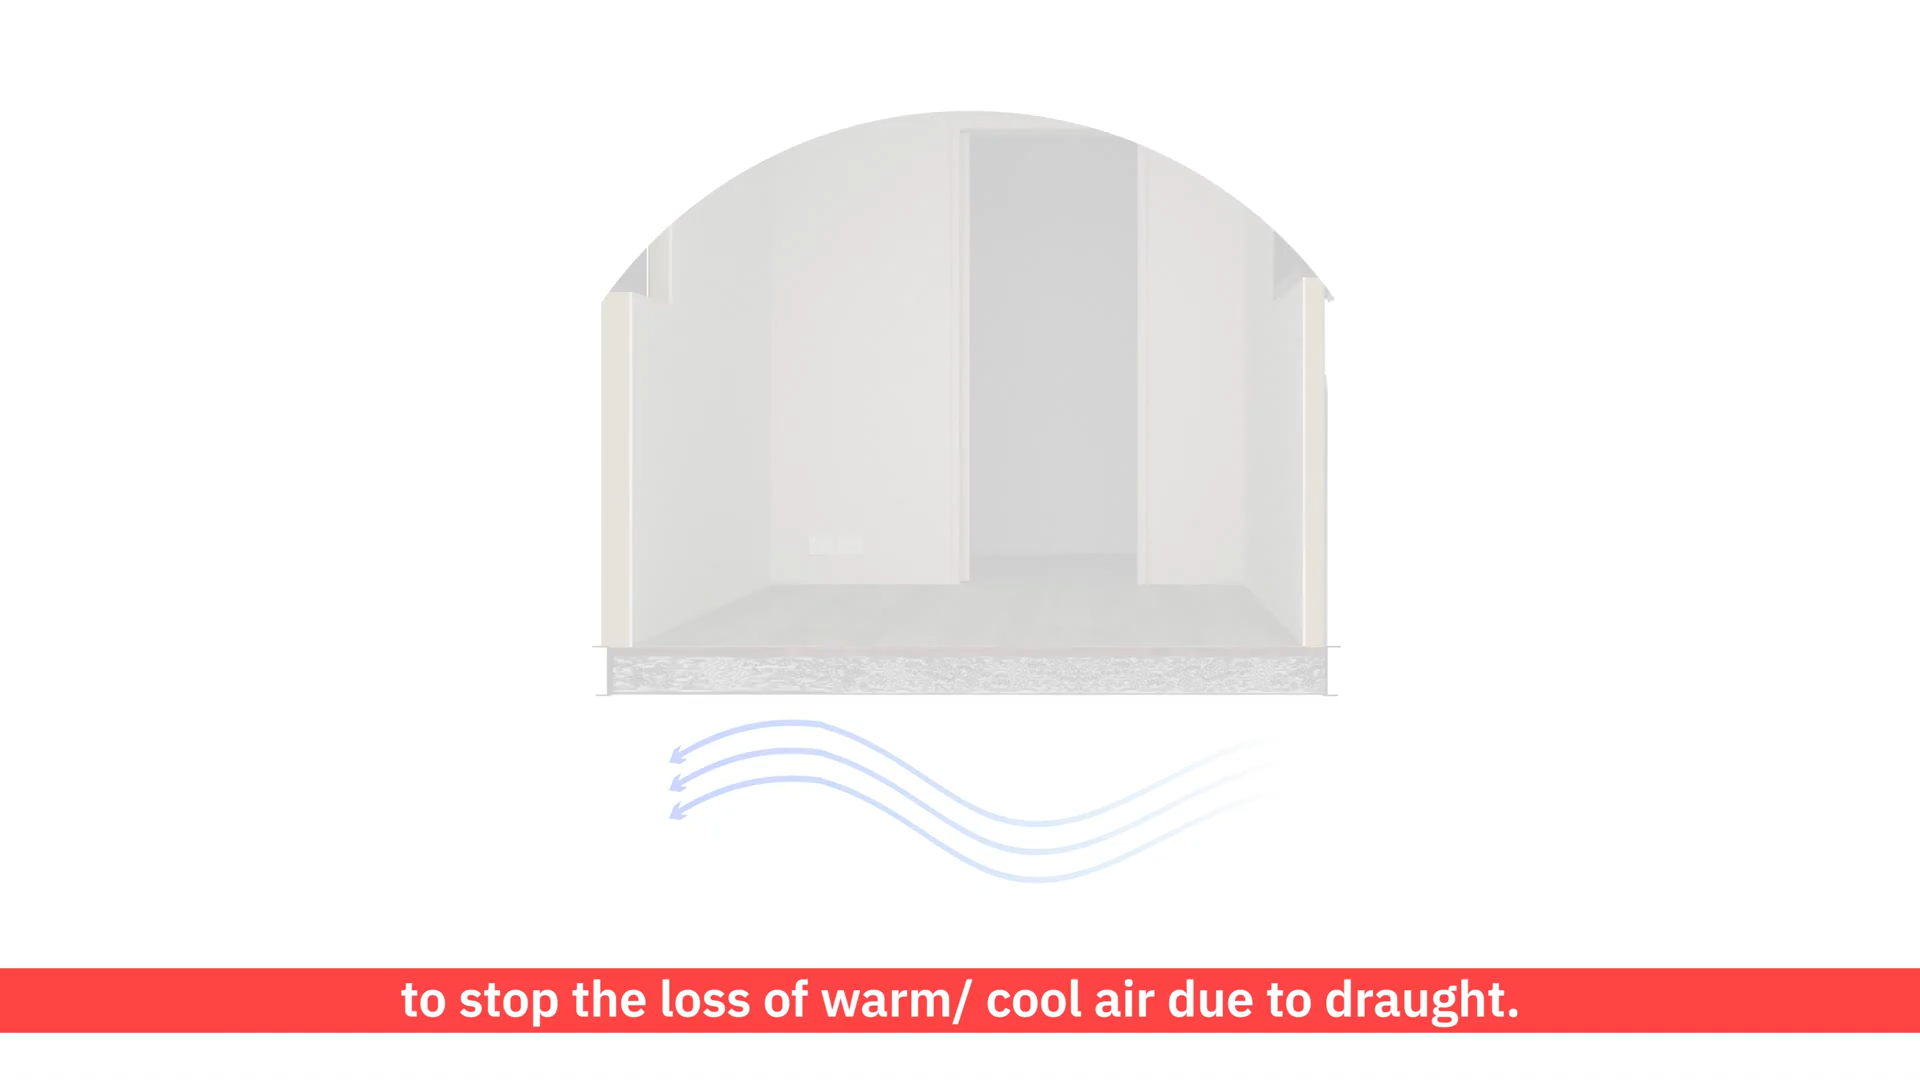 to stop the loss of warm/ cool air due to draught.